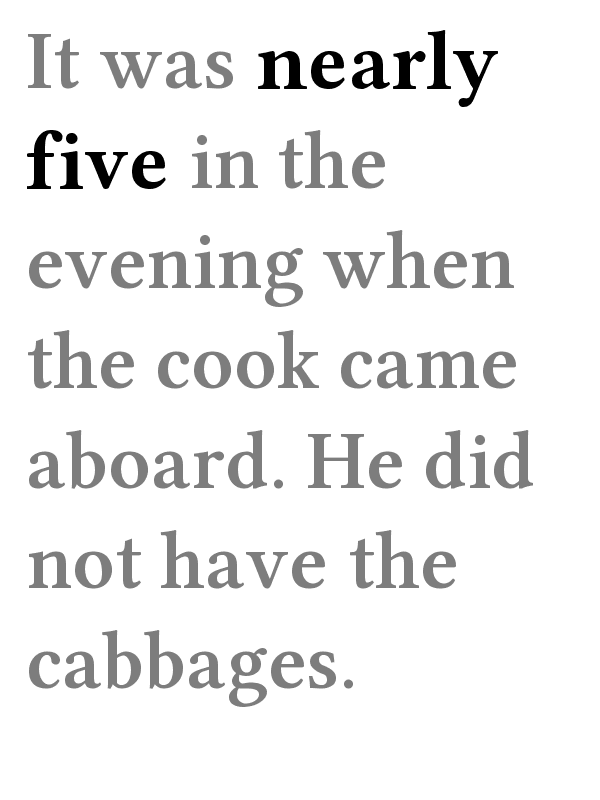 It was nearly
five in the
evening when
the cook came
aboard. He did
not have the
cabbages.